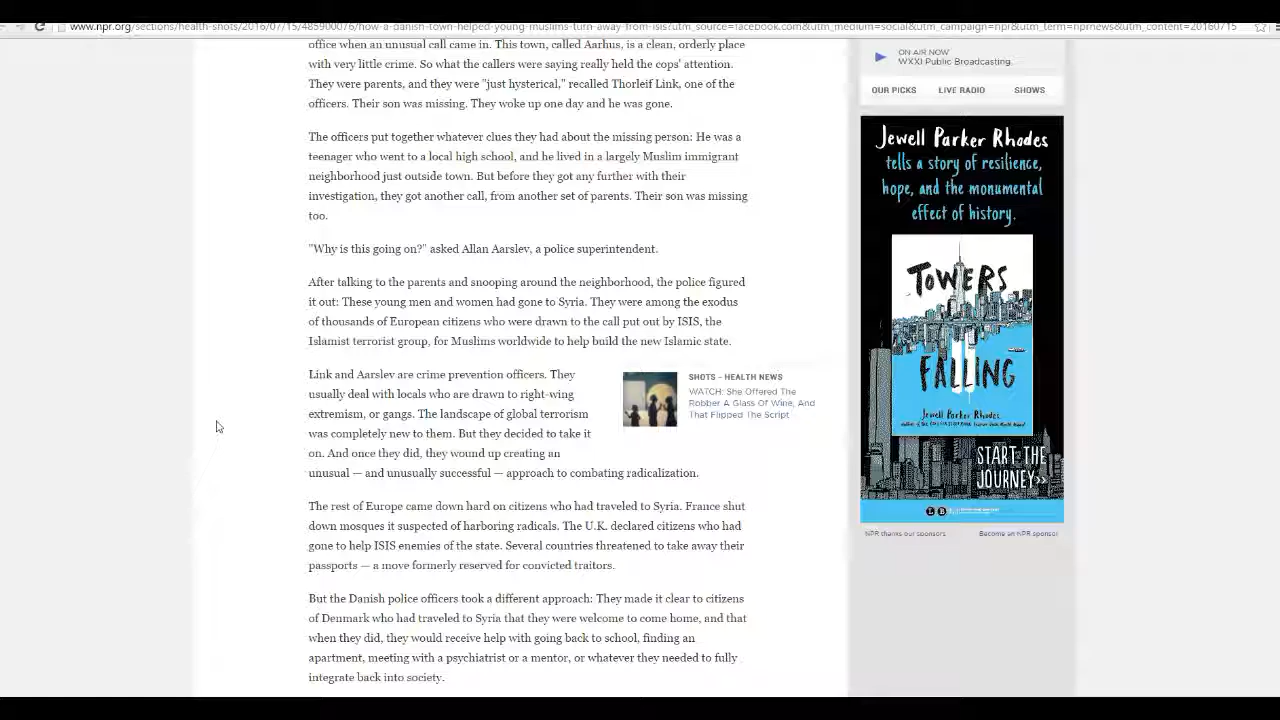 www.npr.org/sections/health-shots/2016/07/15/485900076/how-a-danish-town-helped-young-muslims-turn-away-from-isis?utm_source=facebook.com&utm_medium=social&utm_campaign=npr&utm_term=nprnews&utm_content=20160715
office when an unusual call came in. This town, called Aarhus, is a clean, orderly place
with very little crime. So what the callers were saying really held the cops' attention.
They were parents, and they were "just hysterical," recalled Thorleif Link, one of the
officers. Their son was missing. They woke up one day and he was gone.
The officers put together whatever clues they had about the missing person: He was a
teenager who went to a local high school, and he lived in a largely Muslim immigrant
neighborhood just outside town. But before they got any further with their
investigation, they got another call, from another set of parents. Their son was missing
too.
"Why is this going on?" asked Allan Aarslev, a police superintendent.
After talking to the parents and snooping around the neighborhood, the police figured
it out: These young men and women had gone to Syria. They were among the exodus
of thousands of European citizens who were drawn to the call put out by ISIS, the
Islamist terrorist group, for Muslims worldwide to help build the new Islamic state.
Link and Aarslev are crime prevention officers. They
usually deal with locals who are drawn to right-wing
extremism, or gangs. The landscape of global terrorism
was completely new to them. But they decided to take it
on. And once they did, they wound up creating an
unusual — and unusually successful — approach to combating radicalization.
SHOTS - HEALTH NEWS
WATCH: She Offered The
Robber A Glass Of Wine, And
That Flipped The Script
The rest of Europe came down hard on citizens who had traveled to Syria. France shut
down mosques it suspected of harboring radicals. The U.K. declared citizens who had
gone to help ISIS enemies of the state. Several countries threatened to take away their
passports — a move formerly reserved for convicted traitors.
But the Danish police officers took a different approach: They made it clear to citizens
of Denmark who had traveled to Syria that they were welcome to come home, and that
when they did, they would receive help with going back to school, finding an
apartment, meeting with a psychiatrist or a mentor, or whatever they needed to fully
integrate back into society.
ON AIR NOW
WXXI Public Broadcasting
OUR PICKS LIVE RADIO SHOWS
Jewell Parker Rhodes
tells a story of resilience,
hope, and the monumental
effect of history.
TOWERS
FALLING
Jewell Parker Rhodes
START THE
JOURNEY>>
LB
NPR thanks our sponsors Become an NPR sponsor